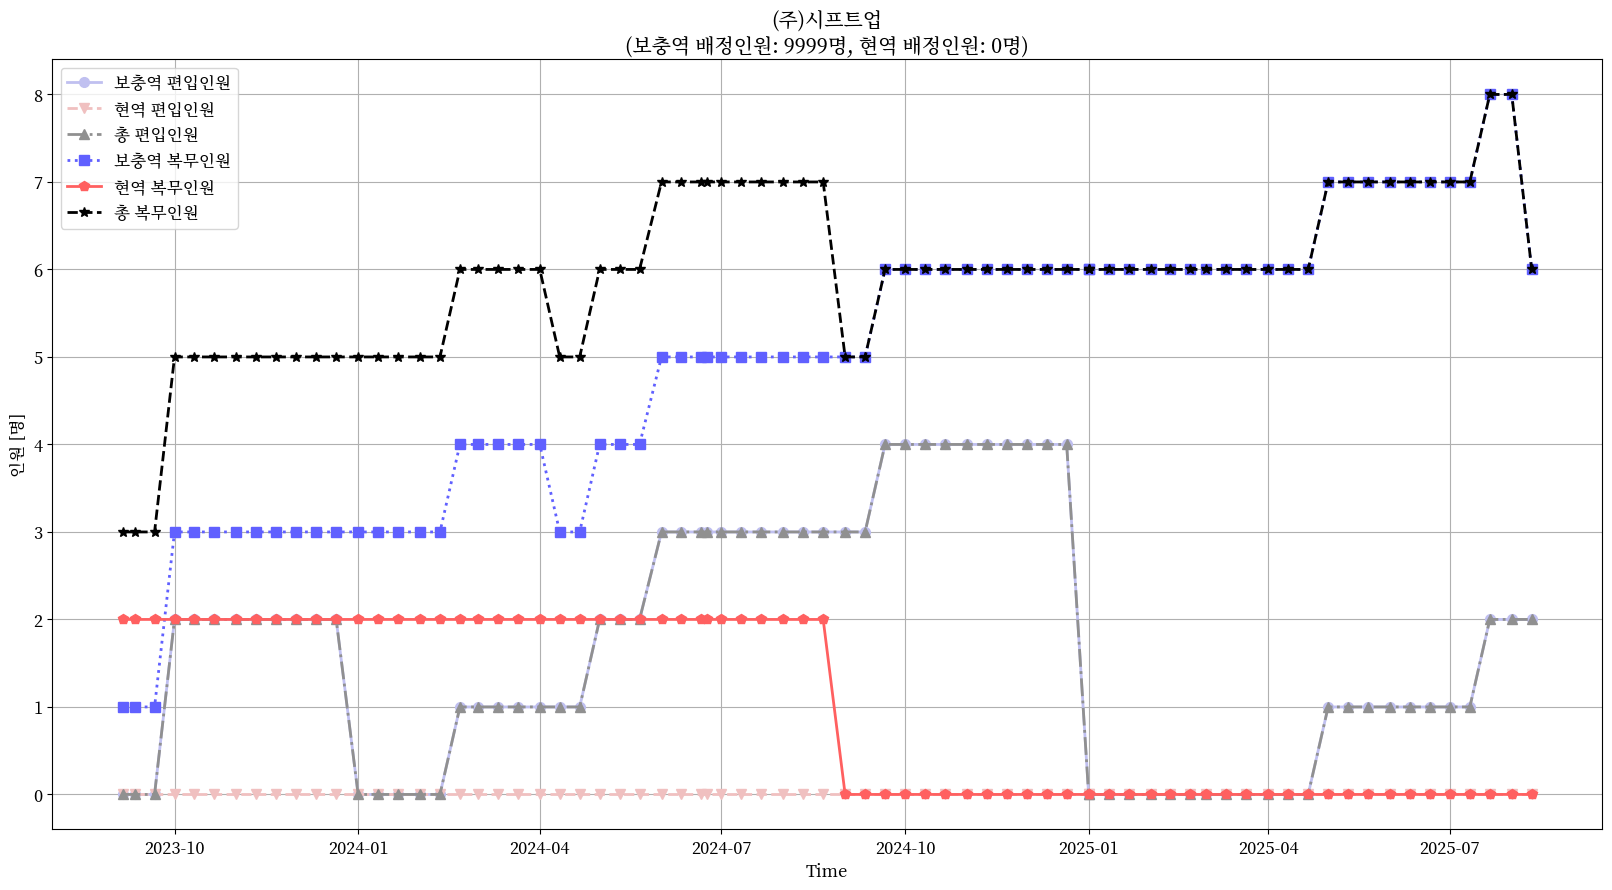 (주)시프트업
(보충역 배정인원: 9999명, 현역 배정인원: 0명)
보충역 편입인원
현역 편입인원
총 편입인원
보충역 복무인원
현역 복무인원
총 복무인원
8
7
6
5
4
3
2
1
0
인원 [명]
2023-10
2024-01
2024-04
2024-07
2024-10
2025-01
2025-04
2025-07
Time